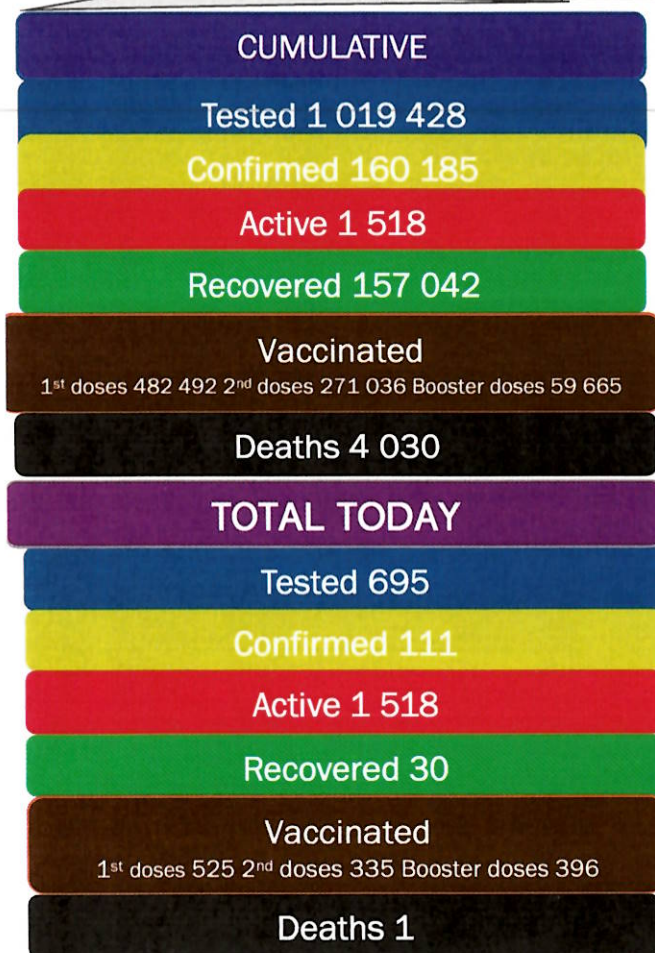 CUMULATIVE
Tested 1 019 428
Confirmed 160 185
Active 1 518
Recovered 157 042
Vaccinated
1st doses 482 492 2nd doses 271 036 Booster doses 59 665
Deaths 4 030
TOTAL TODAY
Tested 695
Confirmed 111
Active 1 518
Recovered 30
Vaccinated
1st doses 525 2nd doses 335 Booster doses 396
Deaths 1